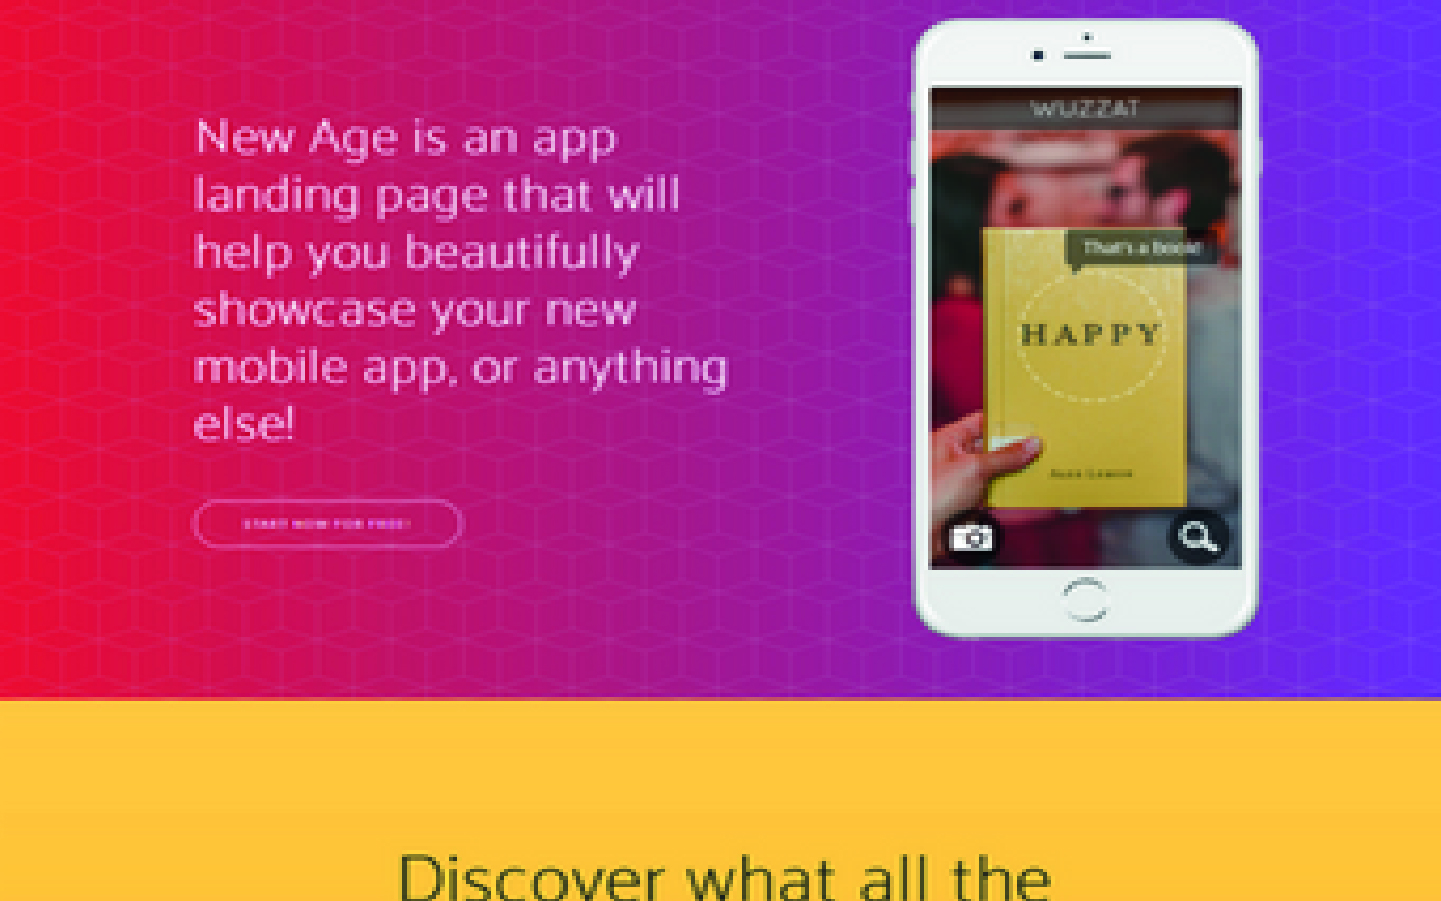 New Age is an app
landing page that will
help you beautifully
showcase your new
mobile app, or anything
else!
START NOW FOR FREE!
WUZZAT
That's a book!
HAPPY
Discover what all the